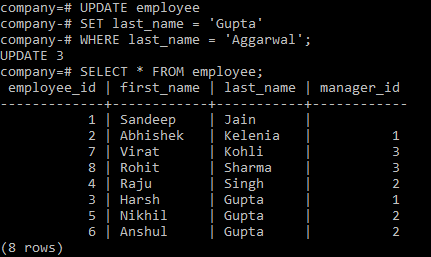 company=# UPDATE employee
company-# SET last_name = 'Gupta'
company-# WHERE last_name = 'Aggarwal';
UPDATE 3
company=# SELECT * FROM employee;
 employee_id | first_name | last_name | manager_id
-------------+------------+-----------+------------
           1 | Sandeep    | Jain      |
           2 | Abhishek   | Kelenia   |          1
           7 | Virat      | Kohli     |          3
           8 | Rohit      | Sharma    |          3
           4 | Raju       | Singh     |          2
           3 | Harsh      | Gupta     |          1
           5 | Nikhil     | Gupta     |          2
           6 | Anshul     | Gupta     |          2
(8 rows)